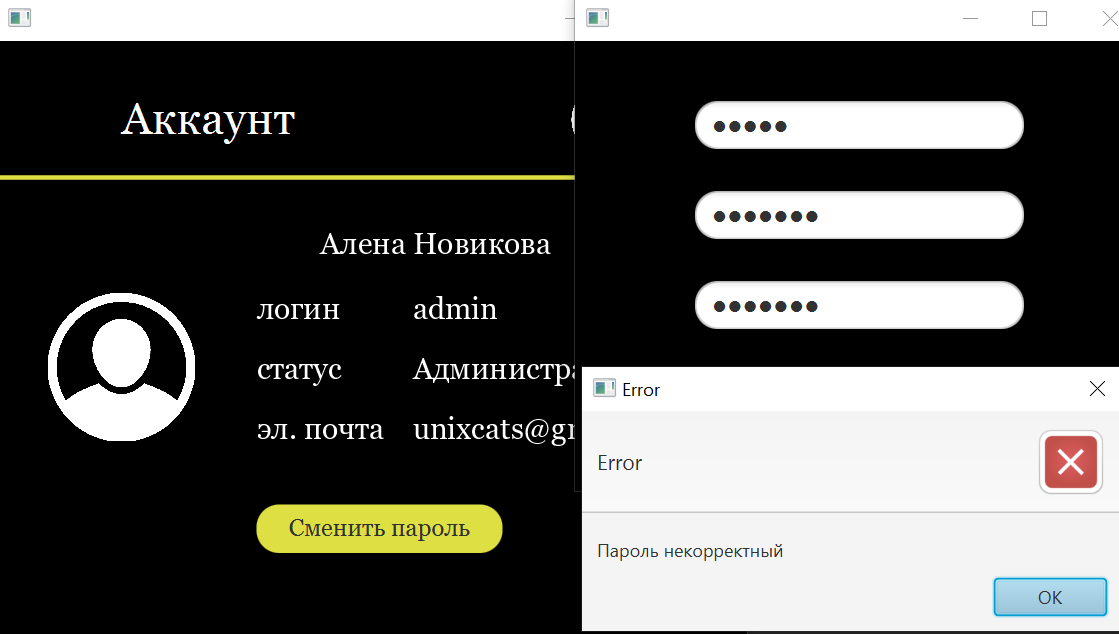 Аккаунт
Алена Новикова
логин admin
статус
эл. почта
Сменить пароль
●●●●●
●●●●●●●
●●●●●●●
Error
Error
Пароль некорректный
OK